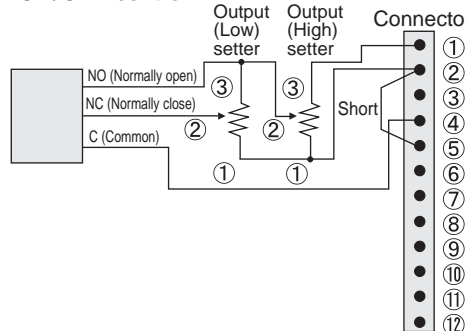 Output
(Low)
setter
Output
(High)
setter
Connecto
NO (Normally open)
NC (Normally close)
C (Common)
③
②
①
③
②
①
Short
①
②
③
④
⑤
⑥
⑦
⑧
⑨
⑩
⑪
⑫